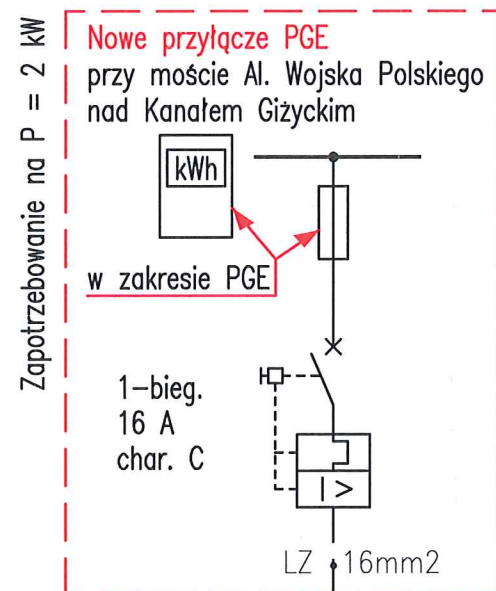 Zapotrzebowanie na P = 2 kW
Nowe przyłącze PGE
przy moście Al. Wojska Polskiego
nad Kanałem Giżyckim
kWh
w zakresie PGE
1-bieg.
16 A
char. C
I >
LZ 16mm2